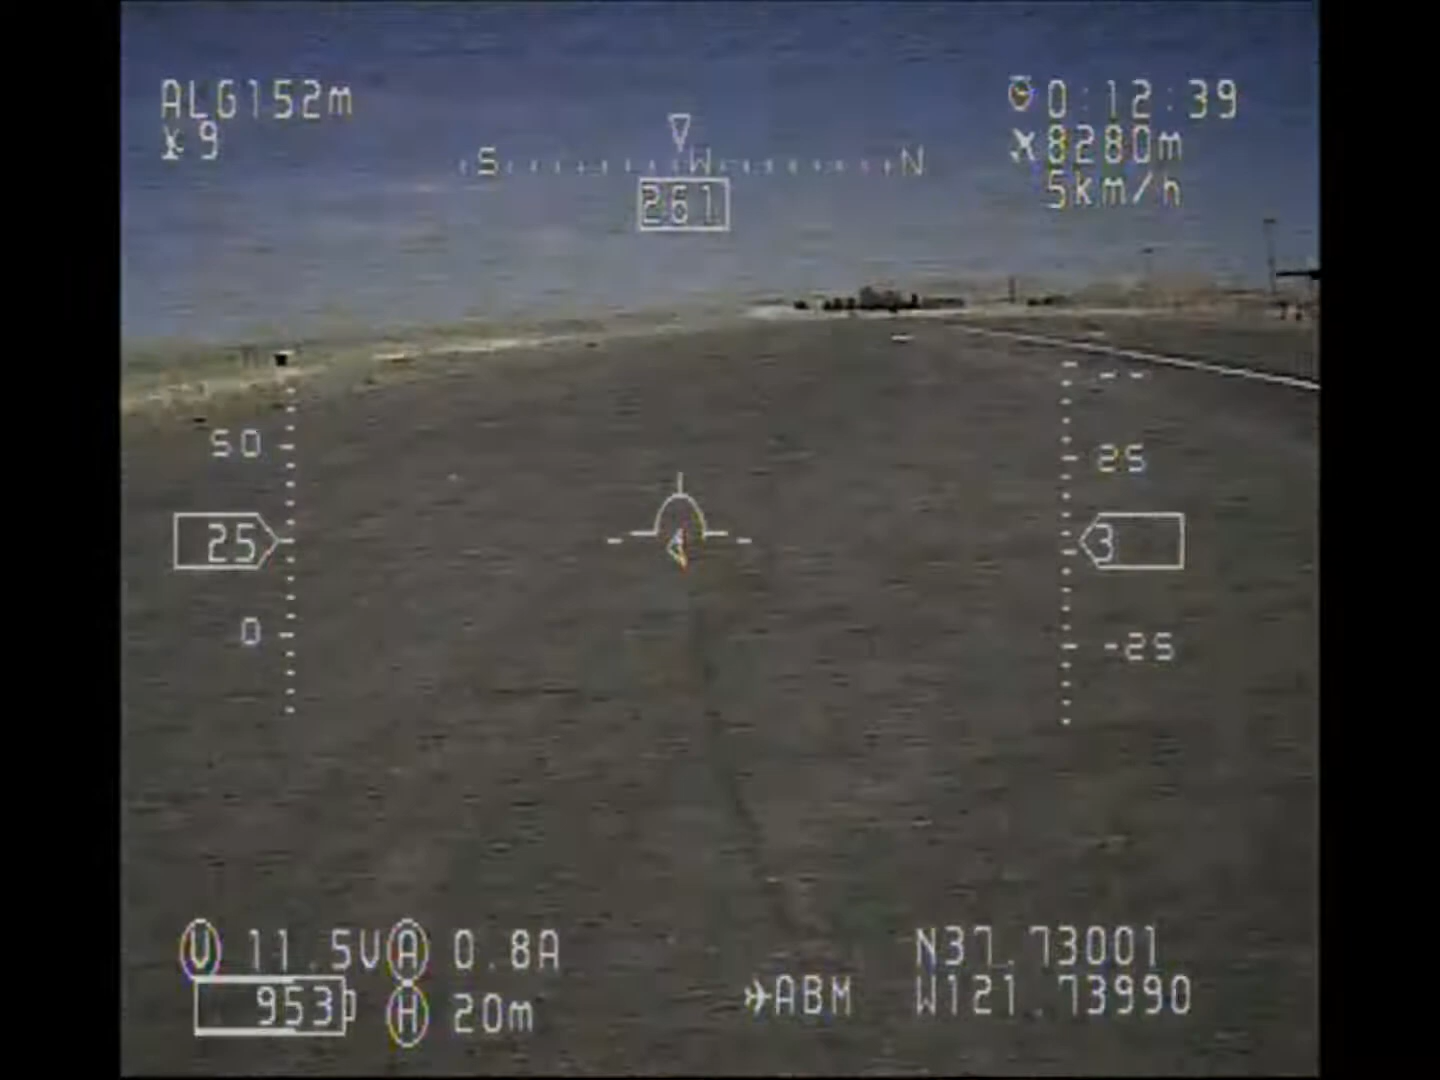 ALG152m
9
S W N
261
0:12:39
8280m
5km/h
50
25
0
--
25
3
-25
V 11.5V A 0.8A
953
H 20m
ABM
N37.73001
W121.73990